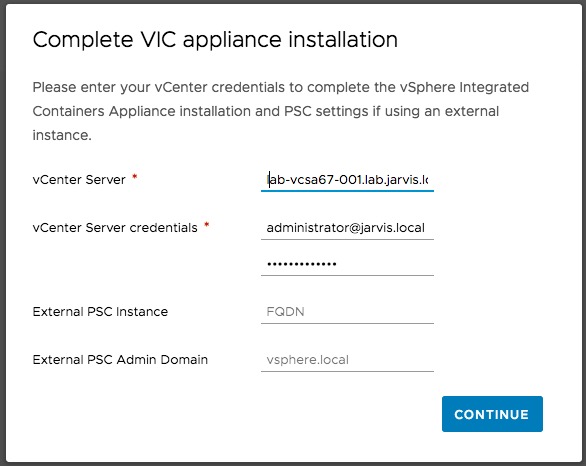 Complete VIC appliance installation
Please enter your vCenter credentials to complete the vSphere Integrated
Containers Appliance installation and PSC settings if using an external
instance.
vCenter Server * lab-vcsa67-001.lab.jarvis.lo
vCenter Server credentials * administrator@jarvis.local
•••••••••••••
External PSC Instance FQDN
External PSC Admin Domain vsphere.local
CONTINUE